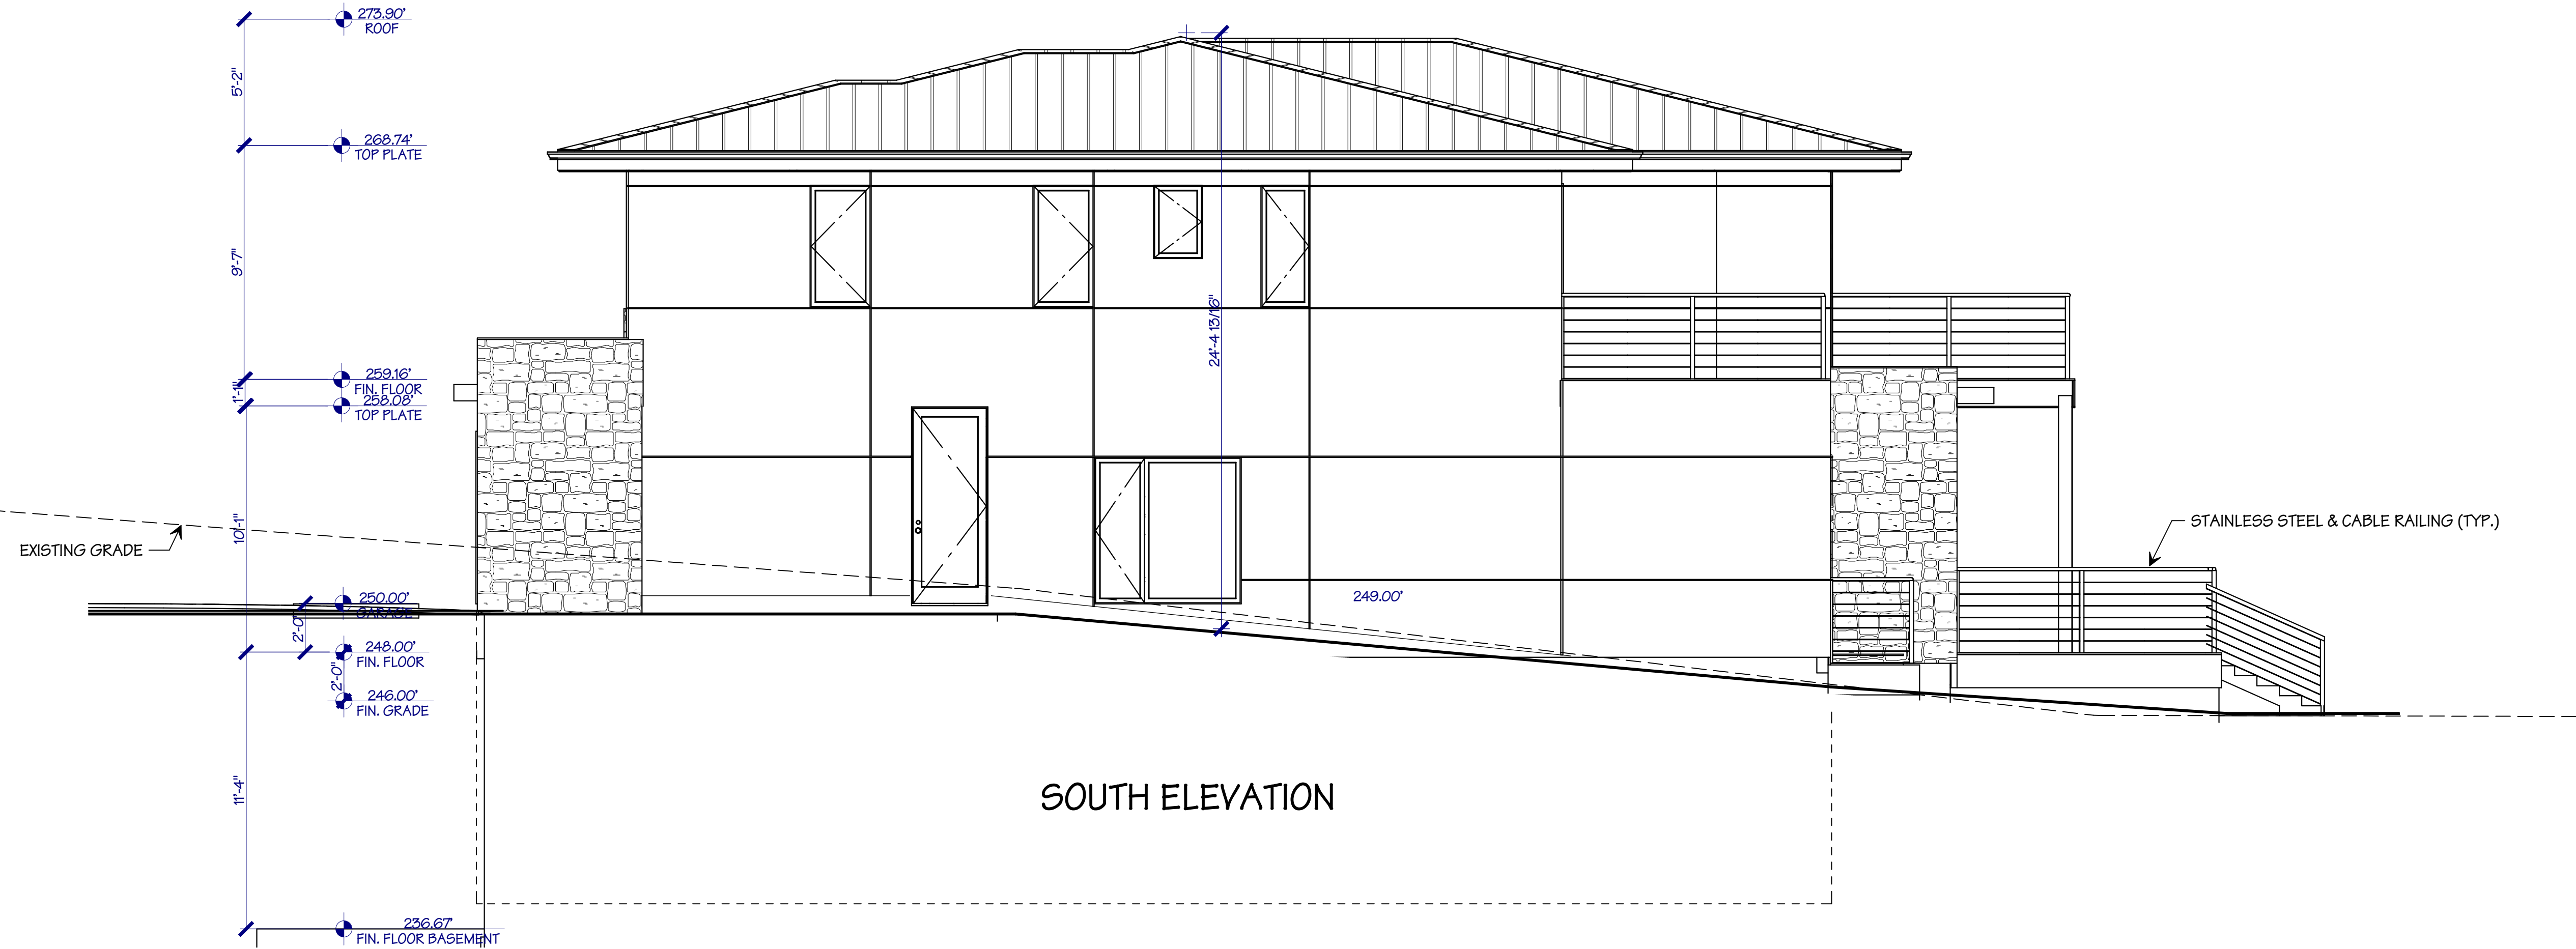 273.90'
ROOF
5'-2"
268.74'
TOP PLATE
9'-7"
24'-4 13/16"
259.16'
FIN. FLOOR
1'-1"
258.08'
TOP PLATE
10'-1"
EXISTING GRADE
STAINLESS STEEL & CABLE RAILING (TYP.)
250.00'
GARAGE
249.00'
2'-0"
248.00'
FIN. FLOOR
2'-0"
246.00'
FIN. GRADE
11'-4"
SOUTH ELEVATION
236.67'
FIN. FLOOR BASEMENT